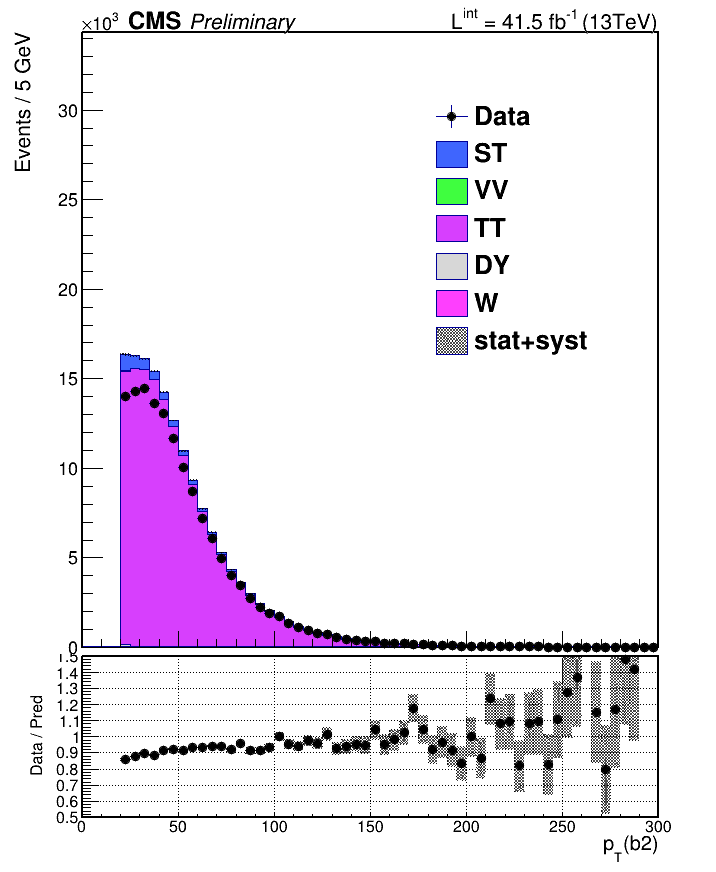 ×10³ CMS Preliminary L^int = 41.5 fb⁻¹ (13TeV)
Events / 5 GeV
30
25
20
15
10
5
0
Data
ST
VV
TT
DY
W
stat+syst
Data / Pred
1.5
1.4
1.3
1.2
1.1
1
0.9
0.8
0.7
0.6
0.5
0 50 100 150 200 250 300
p_T(b2)